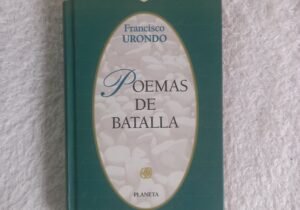 Francisco
URONDO
POEMAS
DE
BATALLA
PLANETA